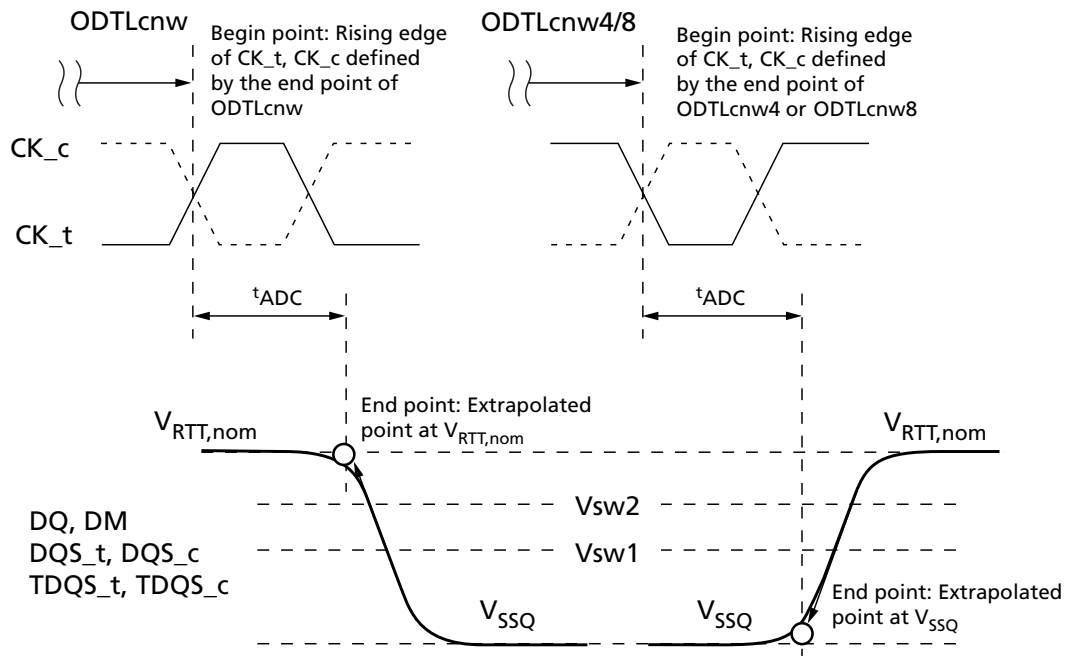 ODTLcnw
Begin point: Rising edge
of CK_t, CK_c defined
by the end point of
ODTLcnw
ODTLcnw4/8
Begin point: Rising edge
of CK_t, CK_c defined
by the end point of
ODTLcnw4 or ODTLcnw8
CK_c
CK_t
tADC
tADC
VRTT,nom
End point: Extrapolated
point at VRTT,nom
VRTT,nom
Vsw2
Vsw1
DQ, DM
DQS_t, DQS_c
TDQS_t, TDQS_c
VSSQ
VSSQ
End point: Extrapolated
point at VSSQ